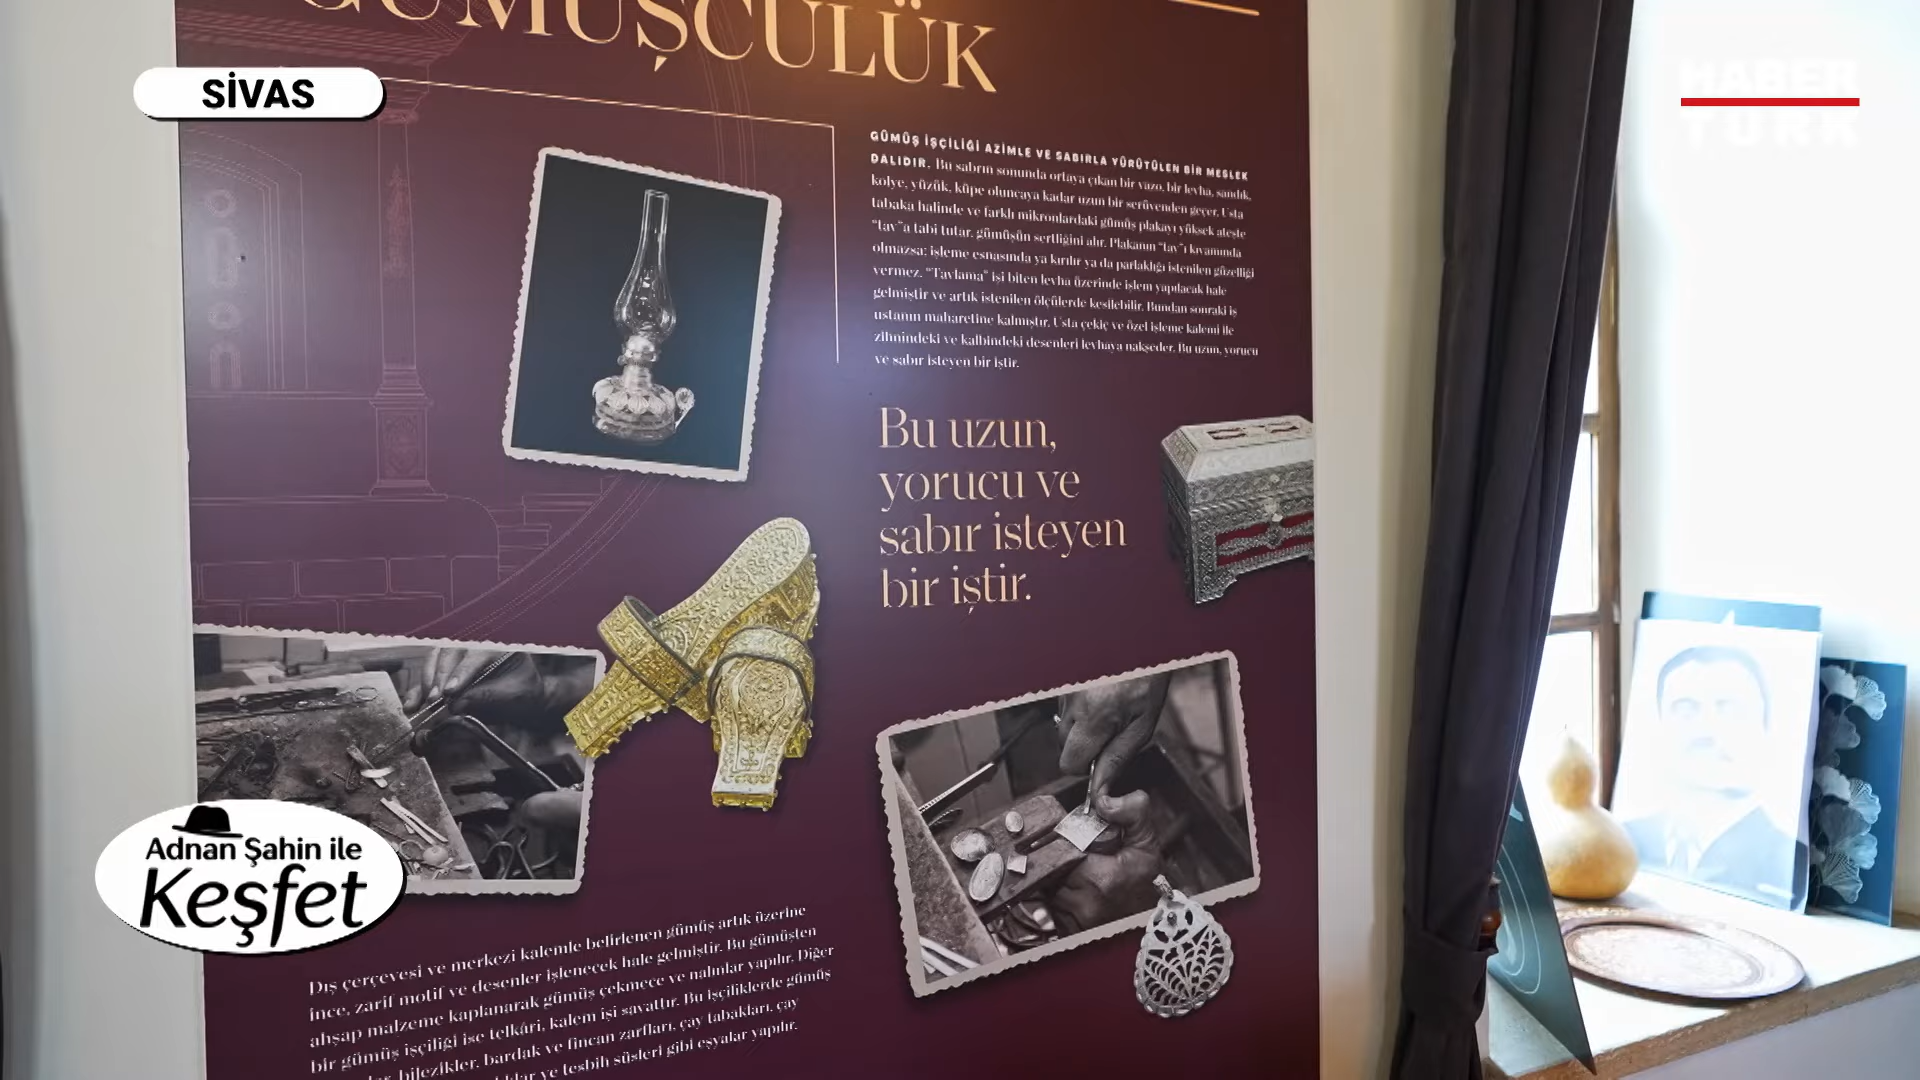 GÜMÜŞÇÜLÜK
SİVAS
HABER
TÜRK
GÜMÜŞ İŞÇİLİĞİ AZİMLE VE SABIRLA YÜRÜTÜLEN BİR MESLEK
DALIDIR. Bu sabrın sonunda ortaya çıkan bir vazo, bir levha, sandık,
kolye, yüzük, küpe oluncaya kadar uzun bir serüvenden geçer. Usta
tabaka halinde ve farklı mikronlardaki gümüş plakayı yüksek ateşte
"tav"a tabi tutar, gümüşün sertliğini alır. Plakanın "tav"ı kıvamında
olmazsa; işleme esnasında ya kırılır ya da parlaklığı istenilen güzelliği
vermez. "Tavlama" işi biten levha üzerinde işlem yapılacak hale
gelmiştir ve artık istenilen ölçülerde kesilebilir. Bundan sonraki iş
ustanın maharetine kalmıştır. Usta çekiç ve özel işleme kalemi ile
zihnindeki ve kalbindeki desenleri levhaya nakşeder. Bu uzun, yorucu
ve sabır isteyen bir iştir.
Bu uzun,
yorucu ve
sabır isteyen
bir iştir.
Adnan Şahin ile
Keşfet
Dış çerçevesi ve merkezi kalemle belirlenen gümüş artık üzerine
ince, zarif motif ve desenler işlenecek hale gelmiştir. Bu gümüşten
ahşap malzeme kaplanarak gümüş çekmece ve nalınlar yapılır. Diğer
bir gümüş işçiliği ise telkâri, kalem işi savattır. Bu işçiliklerde gümüş
bilezikler, bardak ve fincan zarfları, çay tabakları, çay
ve tesbih süsleri gibi eşyalar yapılır.